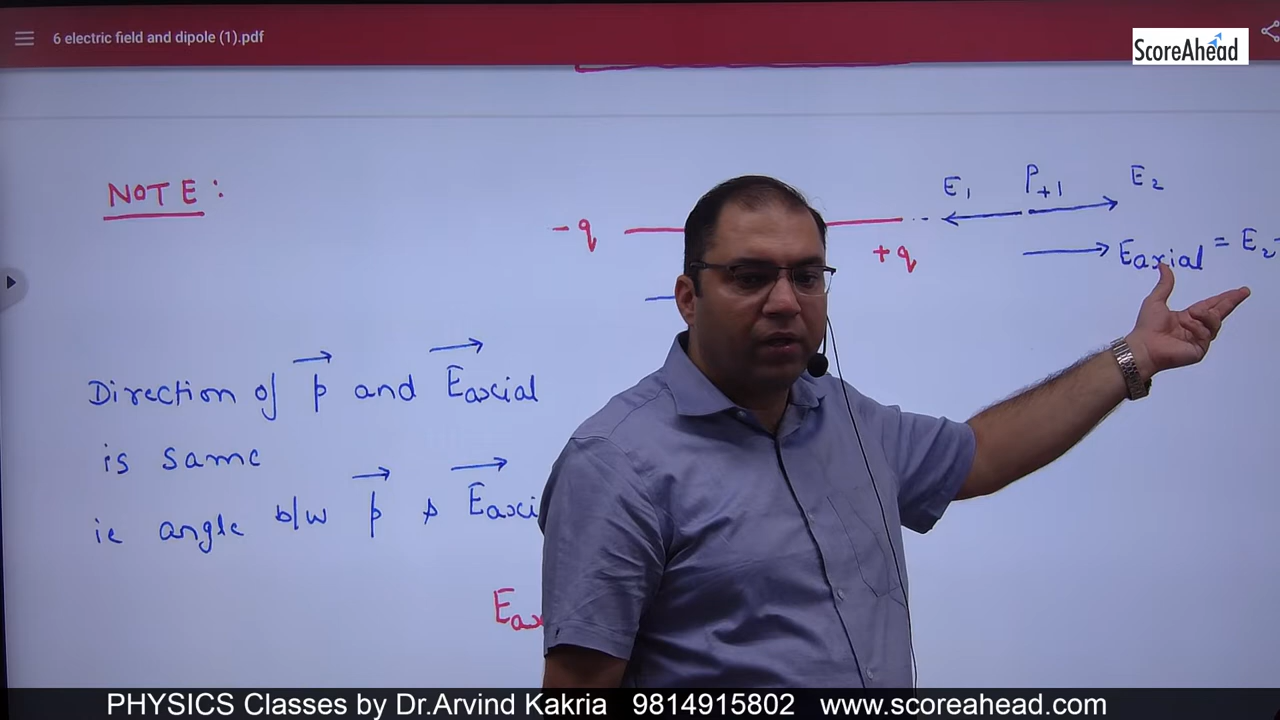 6 electric field and dipole (1).pdf
ScoreAhead
NOTE:
E1 P+1 E2
-q
+q
Eaxial = E2-
Direction of p and Eaxial
is same
ie angle b/w p & Eaxi
Eax
PHYSICS Classes by Dr.Arvind Kakria 9814915802 www.scoreahead.com